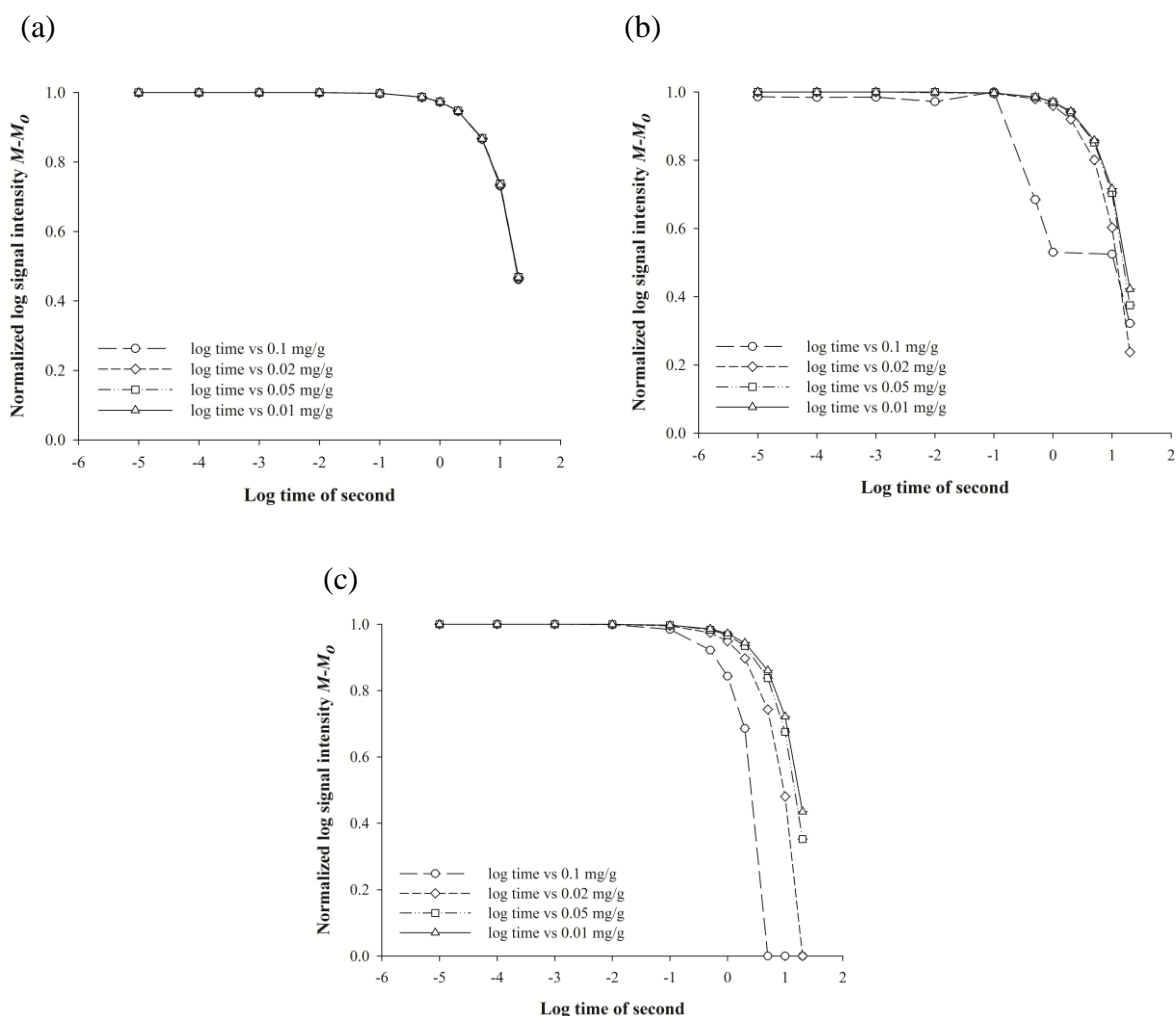 (a)
Normalized log signal intensity M-Mo
1.0
0.8
0.6
0.4
0.2
0.0
log time vs 0.1 mg/g
log time vs 0.02 mg/g
log time vs 0.05 mg/g
log time vs 0.01 mg/g
-6 -5 -4 -3 -2 -1 0 1 2
Log time of second
(b)
Normalized log signal intensity M-Mo
1.0
0.8
0.6
0.4
0.2
0.0
log time vs 0.1 mg/g
log time vs 0.02 mg/g
log time vs 0.05 mg/g
log time vs 0.01 mg/g
-6 -5 -4 -3 -2 -1 0 1 2
Log time of second
(c)
Normalized log signal intensity M-Mo
1.0
0.8
0.6
0.4
0.2
0.0
log time vs 0.1 mg/g
log time vs 0.02 mg/g
log time vs 0.05 mg/g
log time vs 0.01 mg/g
-6 -5 -4 -3 -2 -1 0 1 2
Log time of second